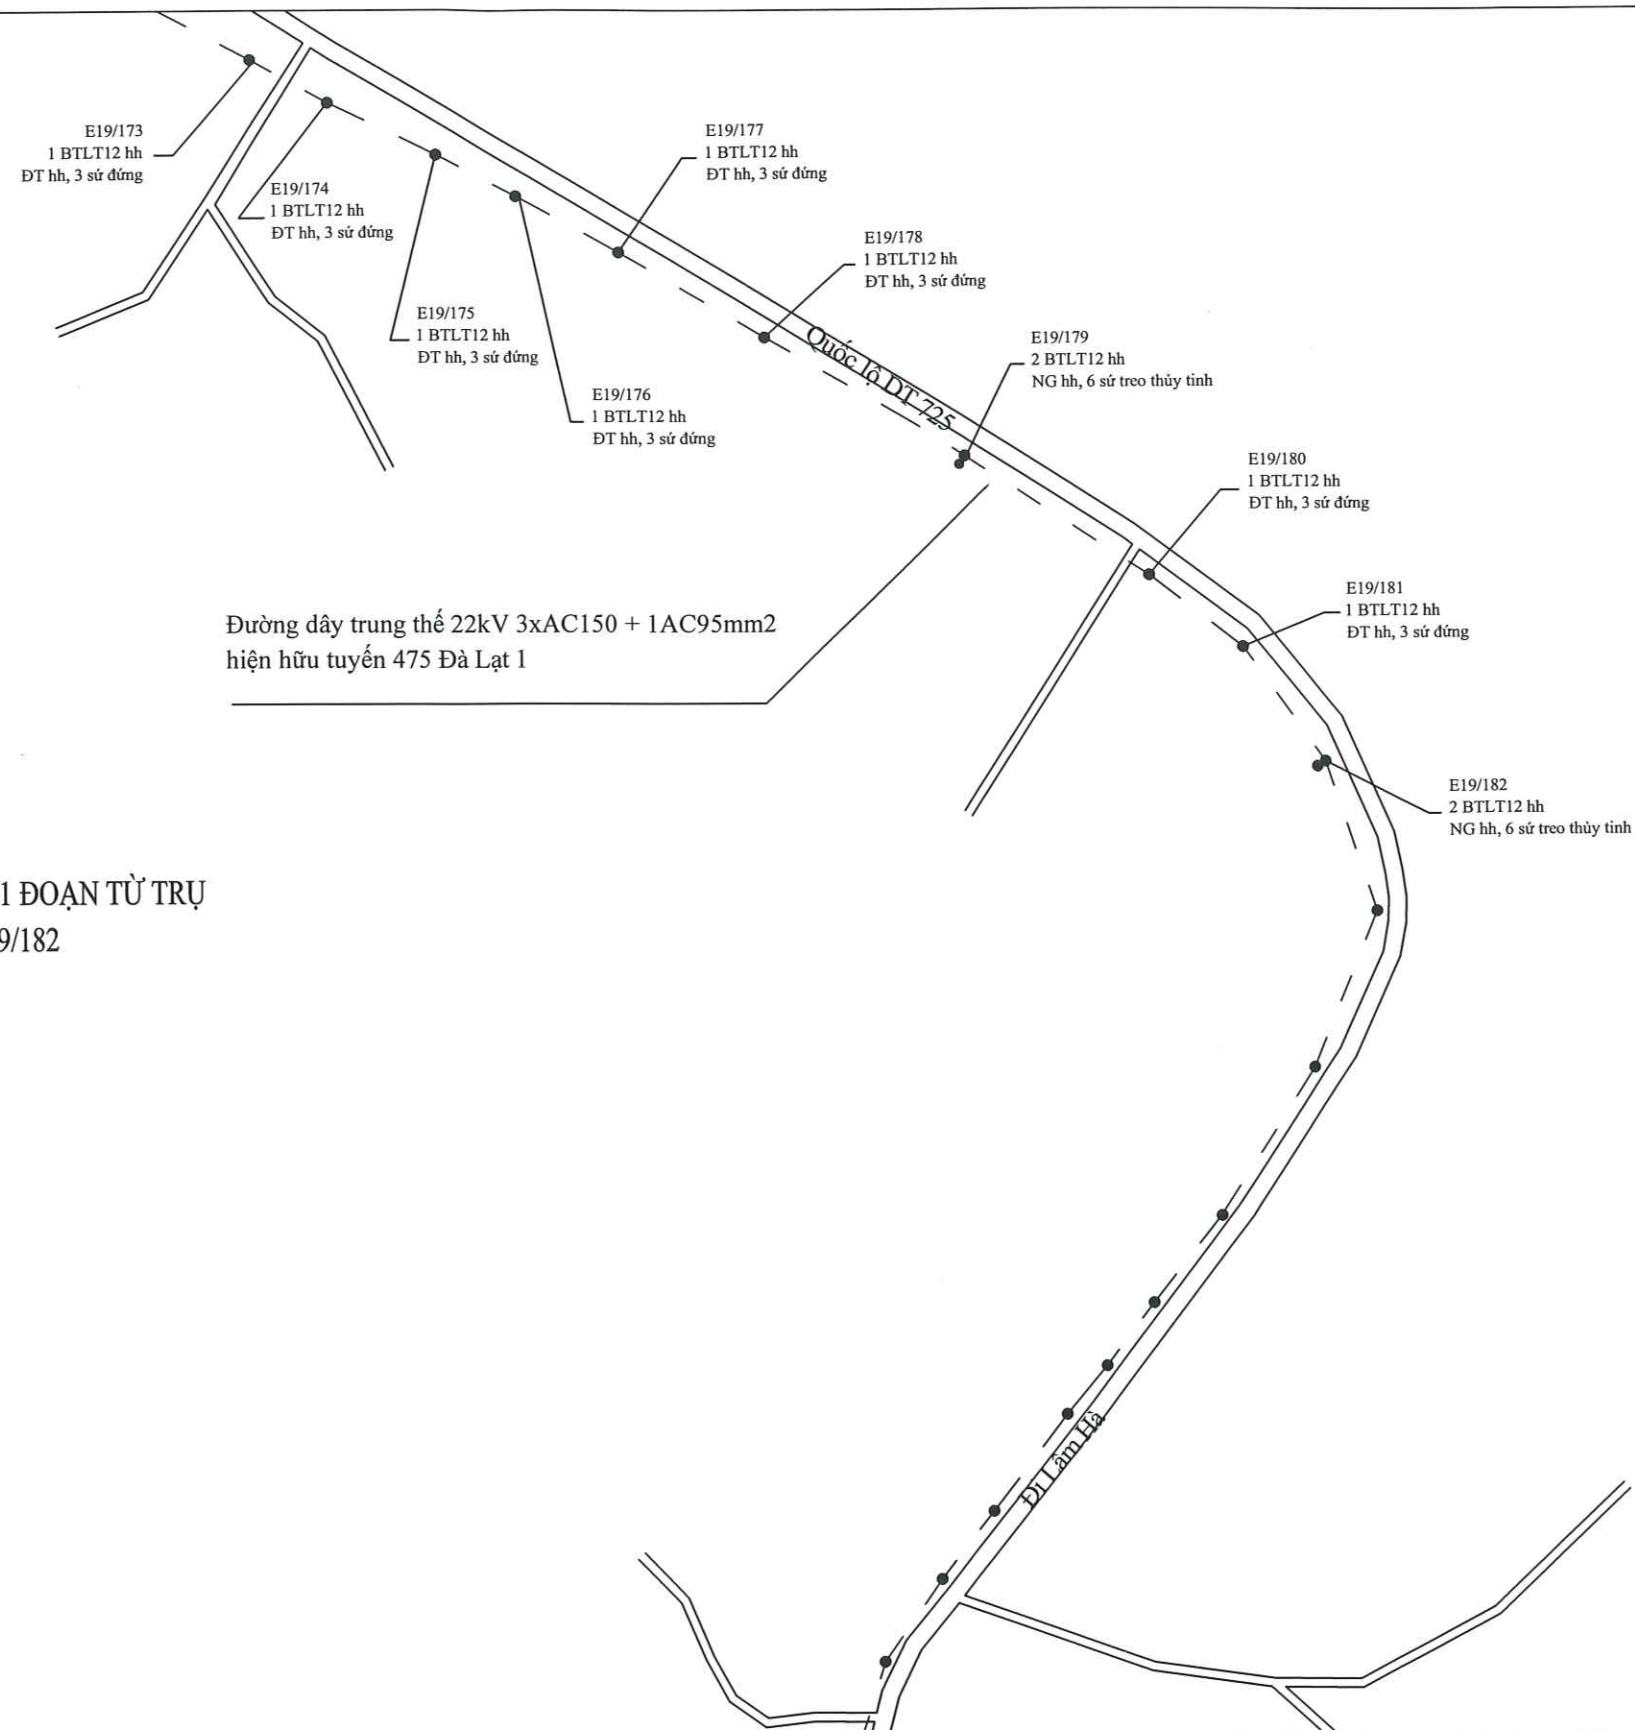 E19/173
1 BTLT12 hh
ĐT hh, 3 sứ đứng
E19/174
1 BTLT12 hh
ĐT hh, 3 sứ đứng
E19/175
1 BTLT12 hh
ĐT hh, 3 sứ đứng
E19/176
1 BTLT12 hh
ĐT hh, 3 sứ đứng
E19/177
1 BTLT12 hh
ĐT hh, 3 sứ đứng
E19/178
1 BTLT12 hh
ĐT hh, 3 sứ đứng
Quốc lộ DT 725
E19/179
2 BTLT12 hh
NG hh, 6 sứ treo thủy tinh
E19/180
1 BTLT12 hh
ĐT hh, 3 sứ đứng
E19/181
1 BTLT12 hh
ĐT hh, 3 sứ đứng
Đường dây trung thế 22kV 3xAC150 + 1AC95mm2
hiện hữu tuyến 475 Đà Lạt 1
E19/182
2 BTLT12 hh
NG hh, 6 sứ treo thủy tinh
1 ĐOẠN TỪ TRỤ
9/182
Đi Lâm Hà